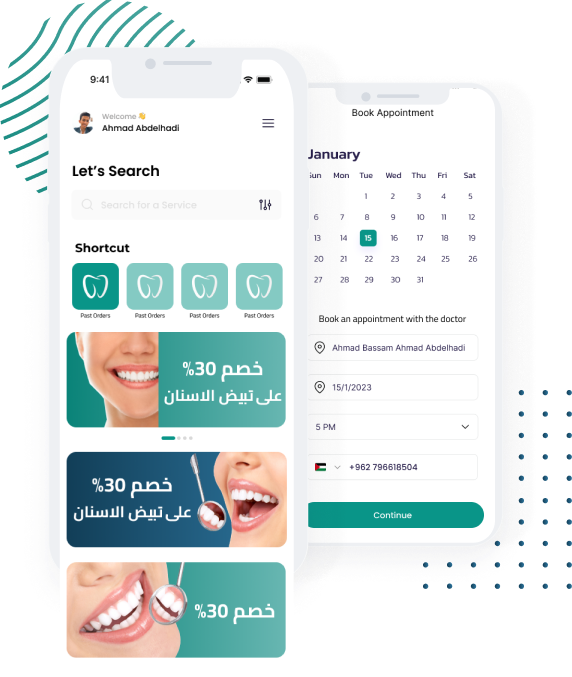 9:41
Welcome 👋
Ahmad Abdelhadi
Let's Search
Search for a Service
Shortcut
Past Orders Past Orders Past Orders Past Orders
خصم 30%
على تبيض الاسنان
خصم 30%
على تبيض الاسنان
خصم 30%
Book Appointment
January
Sun Mon Tue Wed Thu Fri Sat
1 2 3 4 5
6 7 8 9 10 11 12
13 14 15 16 17 18 19
20 21 22 23 24 25 26
27 28 29 30 31
Book an appointment with the doctor
Ahmad Bassam Ahmad Abdelhadi
15/1/2023
5 PM
+962 796618504
Continue